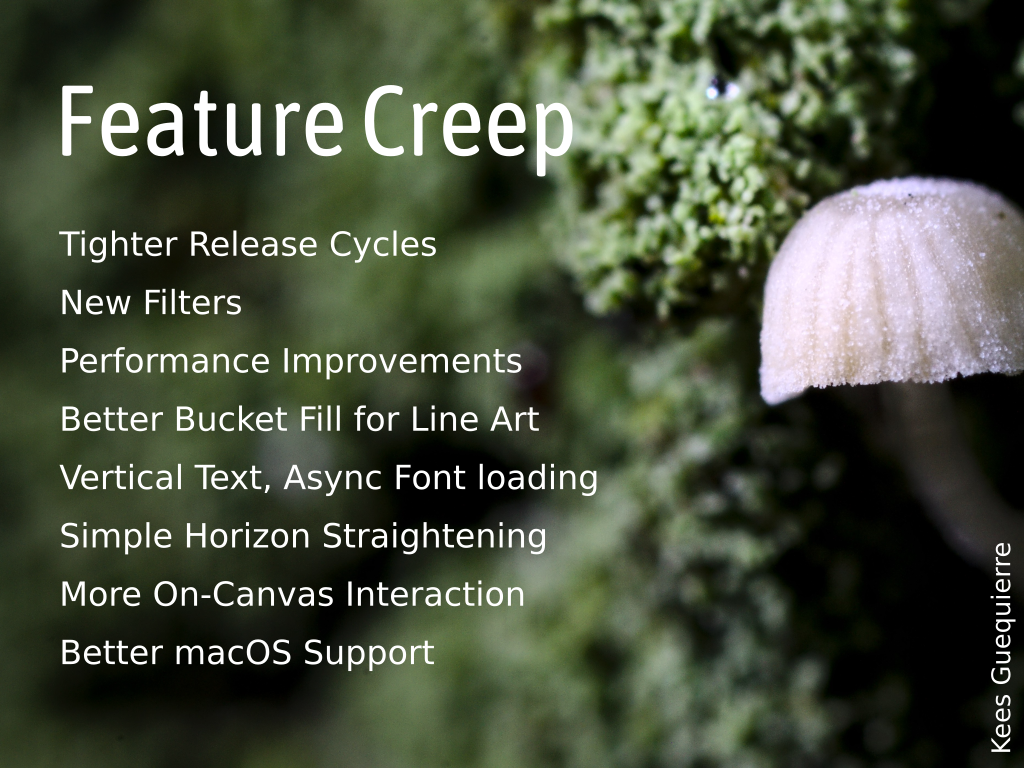 Feature Creep
Tighter Release Cycles
New Filters
Performance Improvements
Better Bucket Fill for Line Art
Vertical Text, Async Font loading
Simple Horizon Straightening
More On-Canvas Interaction
Better macOS Support
Kees Guequierre